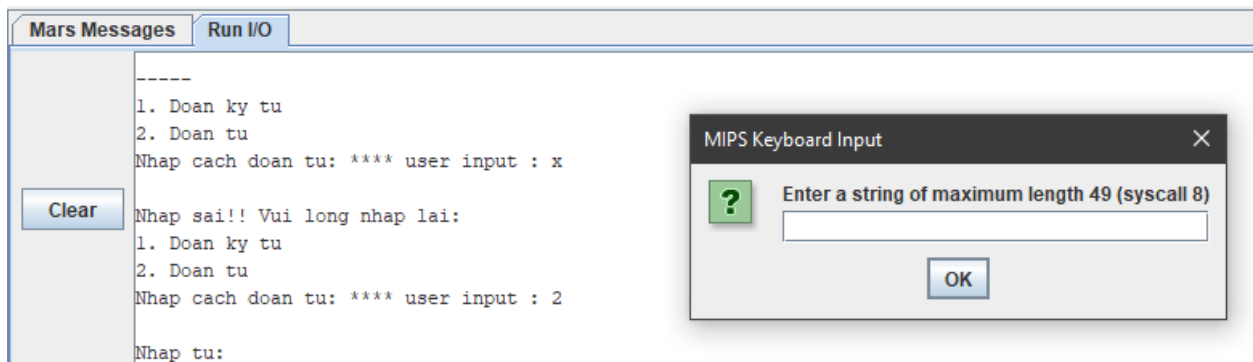 Mars Messages
Run I/O
Clear
-----
1. Doan ky tu
2. Doan tu
Nhap cach doan tu: **** user input : x
Nhap sai!! Vui long nhap lai:
1. Doan ky tu
2. Doan tu
Nhap cach doan tu: **** user input : 2
Nhap tu:
MIPS Keyboard Input
Enter a string of maximum length 49 (syscall 8)
OK